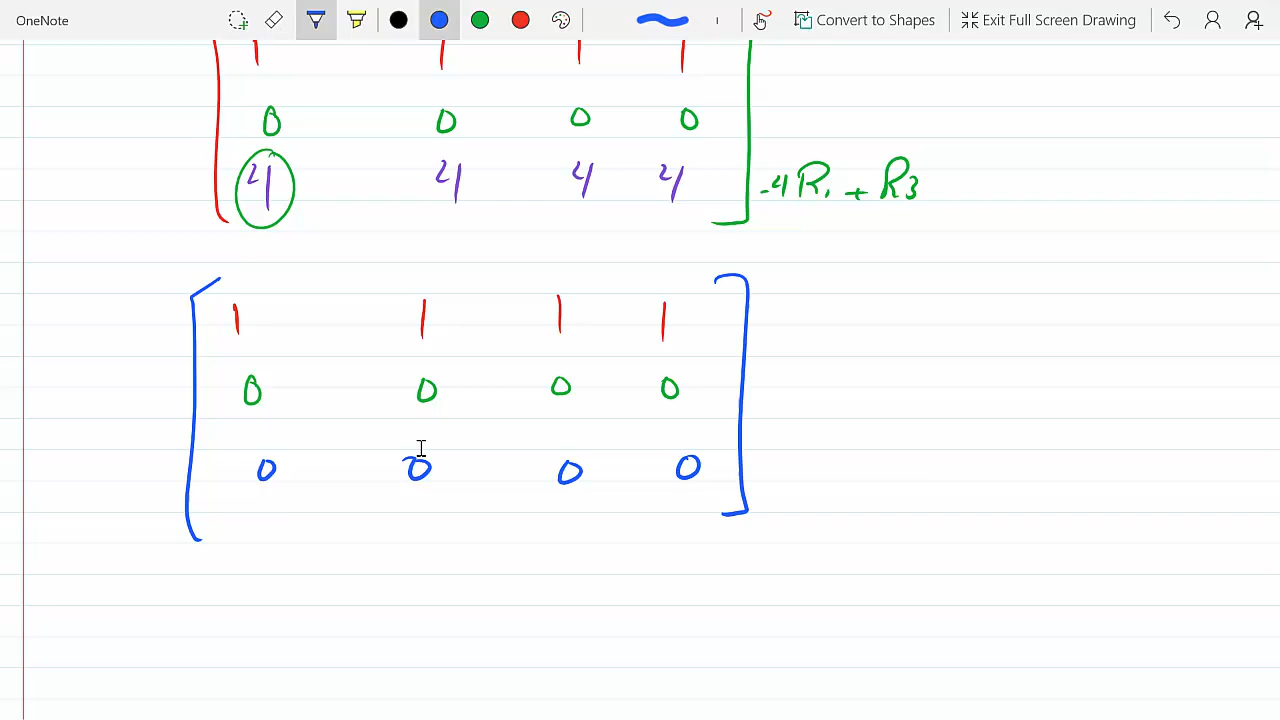 OneNote
Convert to Shapes
Exit Full Screen Drawing
1 1 1 1
0 0 0 0
4 4 4 4 -4R1 + R3
1 1 1 1
0 0 0 0
0 0 0 0